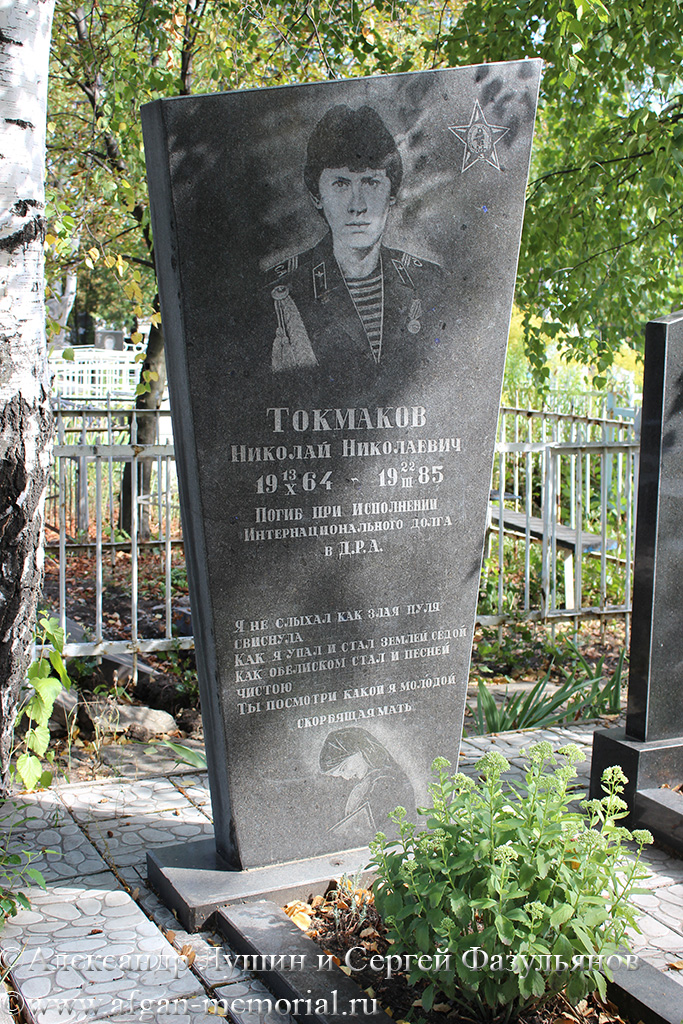 Токмаков
Николай Николаевич
19 13/X 64 - 19 22/III 85
Погиб при исполнении
Интернационального долга
в Д.Р.А.
Я не слыхал как злая пуля
свиснула
Как я упал и стал землей седой
Как обелиском стал и песней
чистою
Ты посмотри какой я молодой
скорбящая мать
© Александр Лушин и Сергей Фазульянов
© www.afgan-memorial.ru